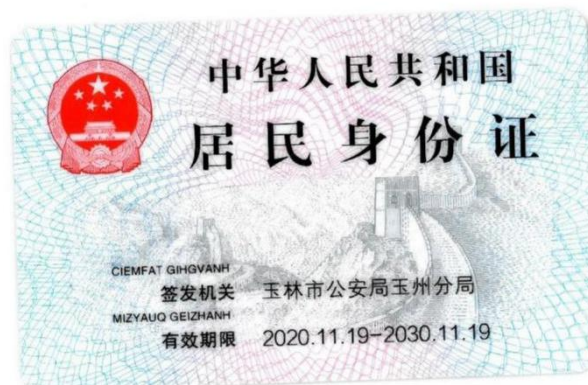 中华人民共和国
居民身份证
CIEMFAT GIHGVANH
签发机关 玉林市公安局玉州分局
MIZYAUQ GEIZHANH
有效期限 2020.11.19-2030.11.19